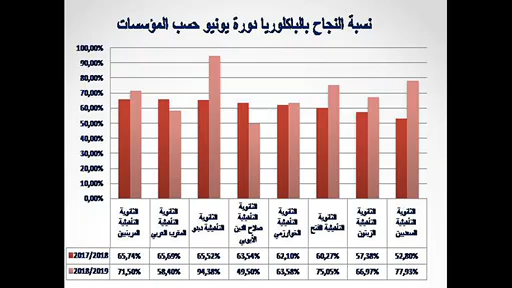 نسبة النجاح بالباكلوريا دورة يونيو حسب المؤسسات
100,00%
90,00%
80,00%
70,00%
60,00%
50,00%
40,00%
30,00%
20,00%
10,00%
0,00%
الثانوية التأهيلية المرينيين
الثانوية التأهيلية المغرب العربي
الثانوية التأهيلية دبدو
الثانوية التأهيلية صلاح الدين الأيوبي
الثانوية التأهيلية الخوارزمي
الثانوية التأهيلية الفتح
الثانوية التأهيلية الزيتون
الثانوية التأهيلية السعديين
2017/2018 65,74% 65,69% 65,52% 63,54% 62,10% 60,27% 57,38% 52,80%
2018/2019 71,50% 58,40% 94,38% 49,50% 63,58% 75,05% 66,97% 77,93%